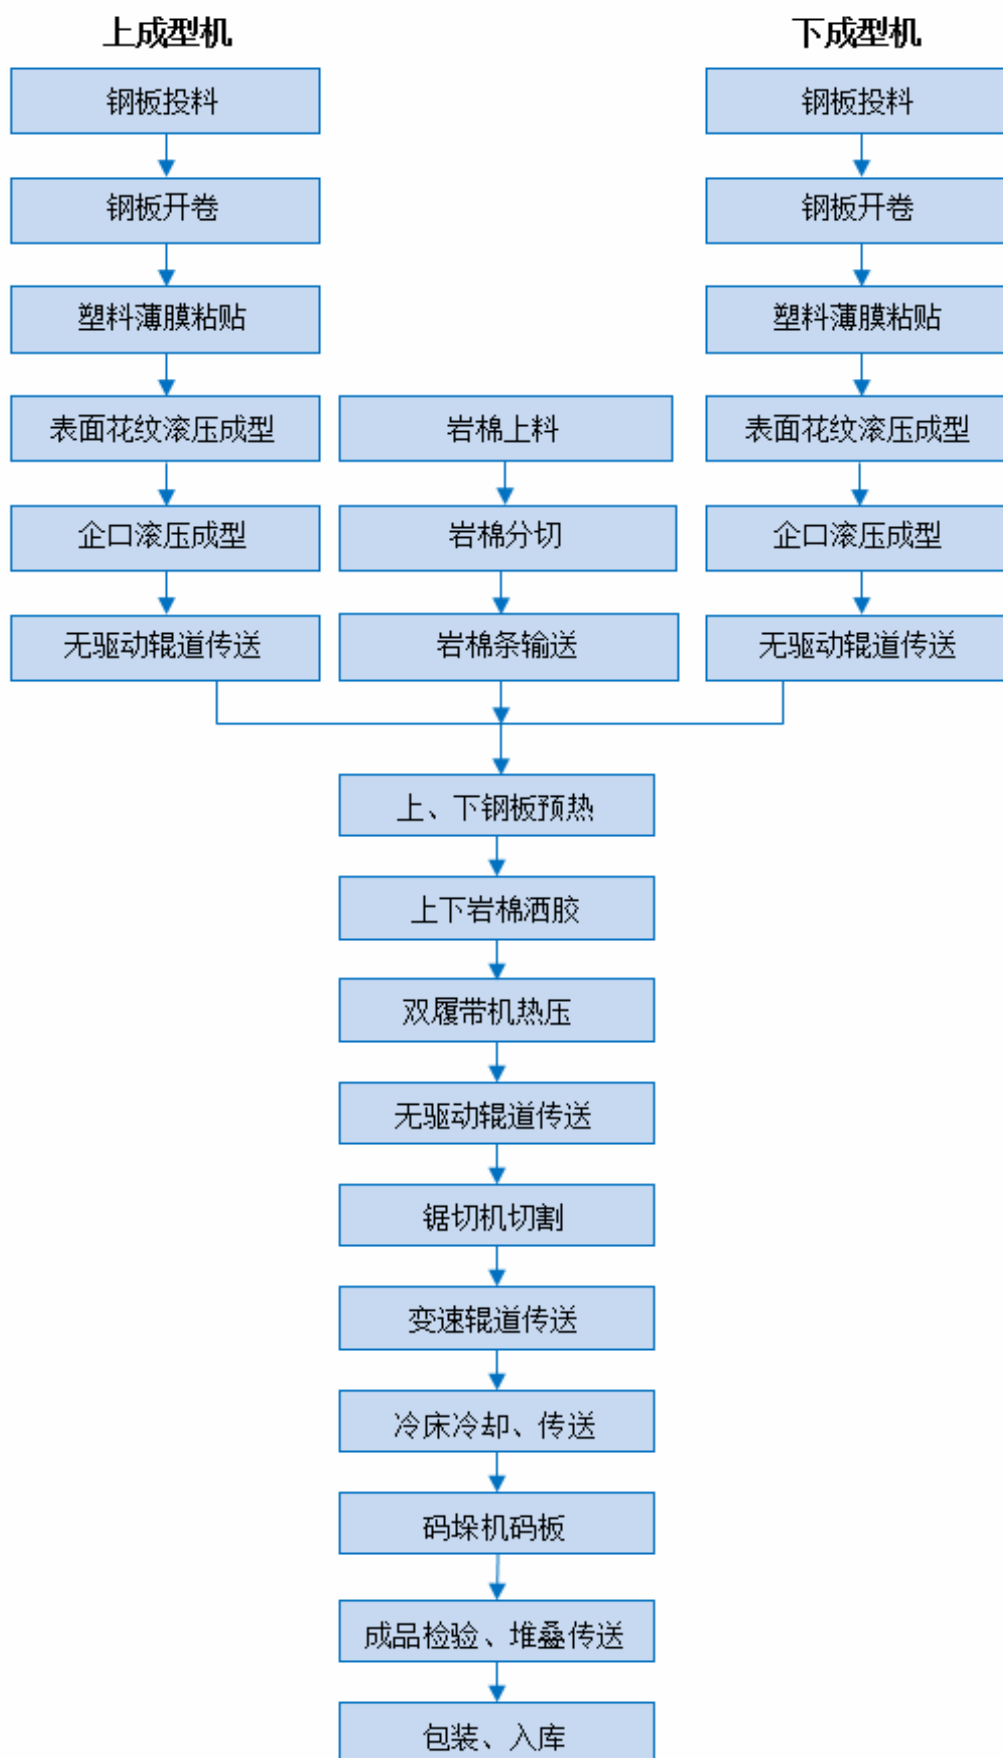 上成型机
下成型机
钢板投料
钢板投料
钢板开卷
钢板开卷
塑料薄膜粘贴
塑料薄膜粘贴
表面花纹滚压成型
岩棉上料
表面花纹滚压成型
企口滚压成型
岩棉分切
企口滚压成型
无驱动辊道传送
岩棉条输送
无驱动辊道传送
上、下钢板预热
上下岩棉洒胶
双履带机热压
无驱动辊道传送
锯切机切割
变速辊道传送
冷床冷却、传送
码垛机码板
成品检验、堆叠传送
包装、入库